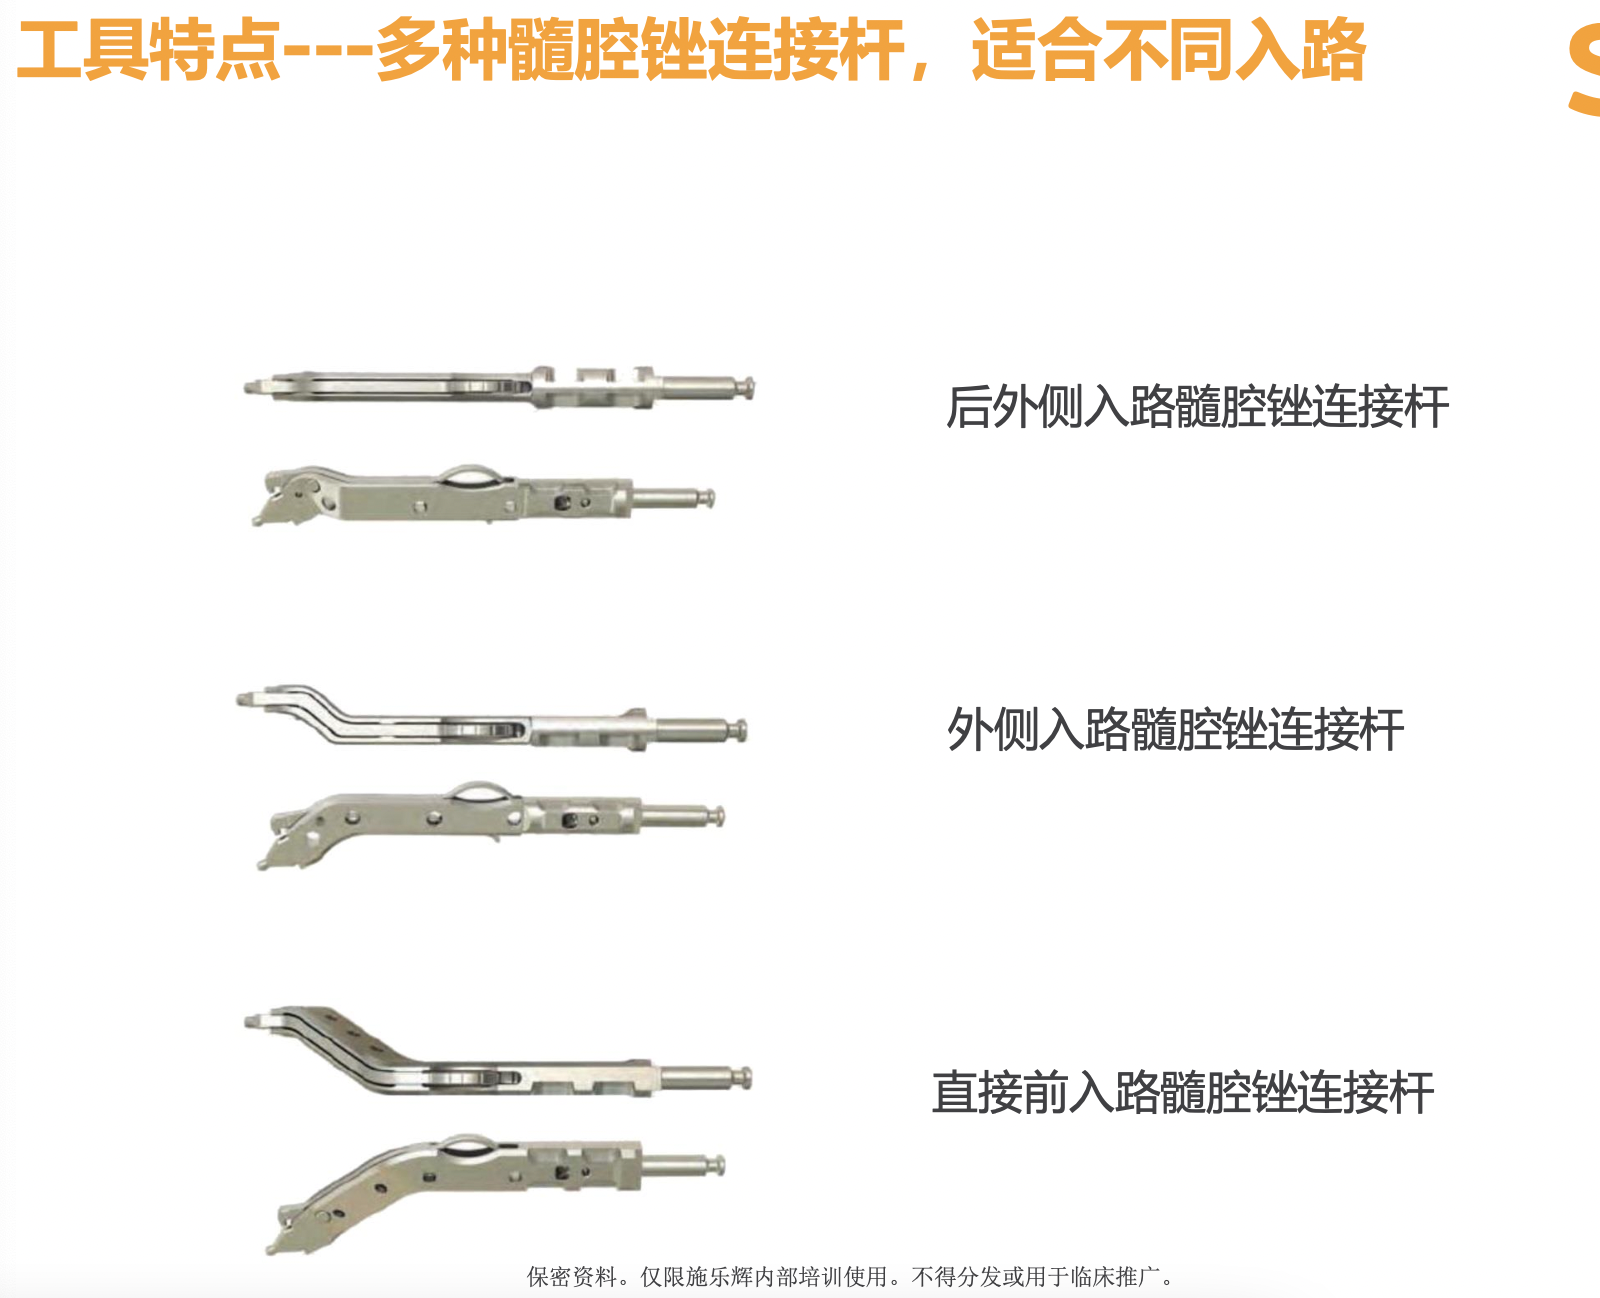 工具特点---多种髓腔锉连接杆，适合不同入路
S
后外侧入路髓腔锉连接杆
外侧入路髓腔锉连接杆
直接前入路髓腔锉连接杆
保密资料。仅限施乐辉内部培训使用。不得分发或用于临床推广。